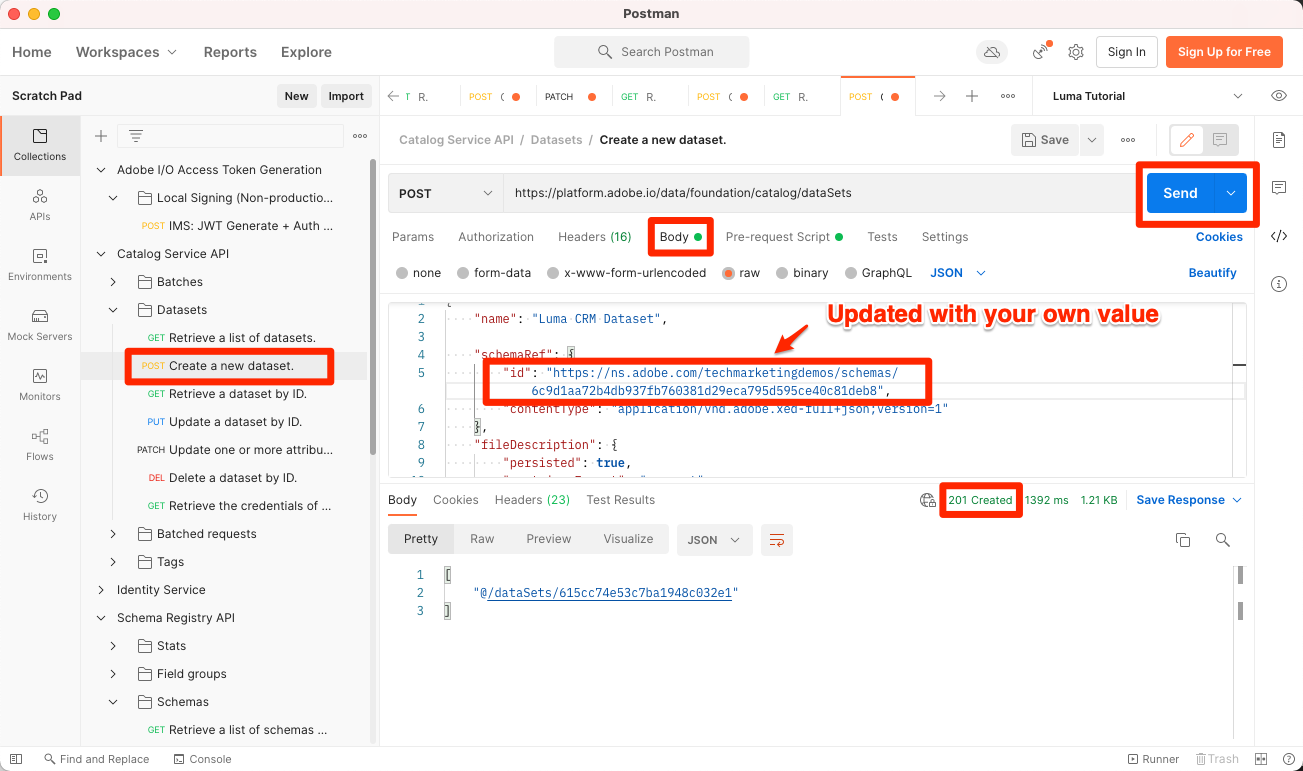 Postman
Home Workspaces Reports Explore Search Postman Sign In Sign Up for Free
Scratch Pad New Import
T R. POST PATCH GET R. POST GET R. POST Luma Tutorial
Collections
APIs
Environments
Mock Servers
Monitors
Flows
History
Adobe I/O Access Token Generation
Local Signing (Non-productio...
POST IMS: JWT Generate + Auth ...
Catalog Service API
Batches
Datasets
GET Retrieve a list of datasets.
POST Create a new dataset.
GET Retrieve a dataset by ID.
PUT Update a dataset by ID.
PATCH Update one or more attribu...
DEL Delete a dataset by ID.
GET Retrieve the credentials of ...
Batched requests
Tags
Identity Service
Schema Registry API
Stats
Field groups
Schemas
GET Retrieve a list of schemas ...
Catalog Service API / Datasets / Create a new dataset. Save
POST https://platform.adobe.io/data/foundation/catalog/dataSets Send
Params Authorization Headers (16) Body Pre-request Script Tests Settings Cookies
none form-data x-www-form-urlencoded raw binary GraphQL JSON Beautify
Updated with your own value
2 "name": "Luma CRM Dataset",
3
4 "schemaRef": {
5 "id": "https://ns.adobe.com/techmarketingdemos/schemas/
6c9d1aa72b4db937fb760381d29eca795d595ce40c81deb8",
6 "contentType": "application/vnd.adobe.xed-full+json;version=1"
7 },
8 "fileDescription": {
9 "persisted": true,
Body Cookies Headers (23) Test Results 201 Created 1392 ms 1.21 KB Save Response
Pretty Raw Preview Visualize JSON
1 [
2 "@/dataSets/615cc74e53c7ba1948c032e1"
3 ]
Find and Replace Console Runner Trash